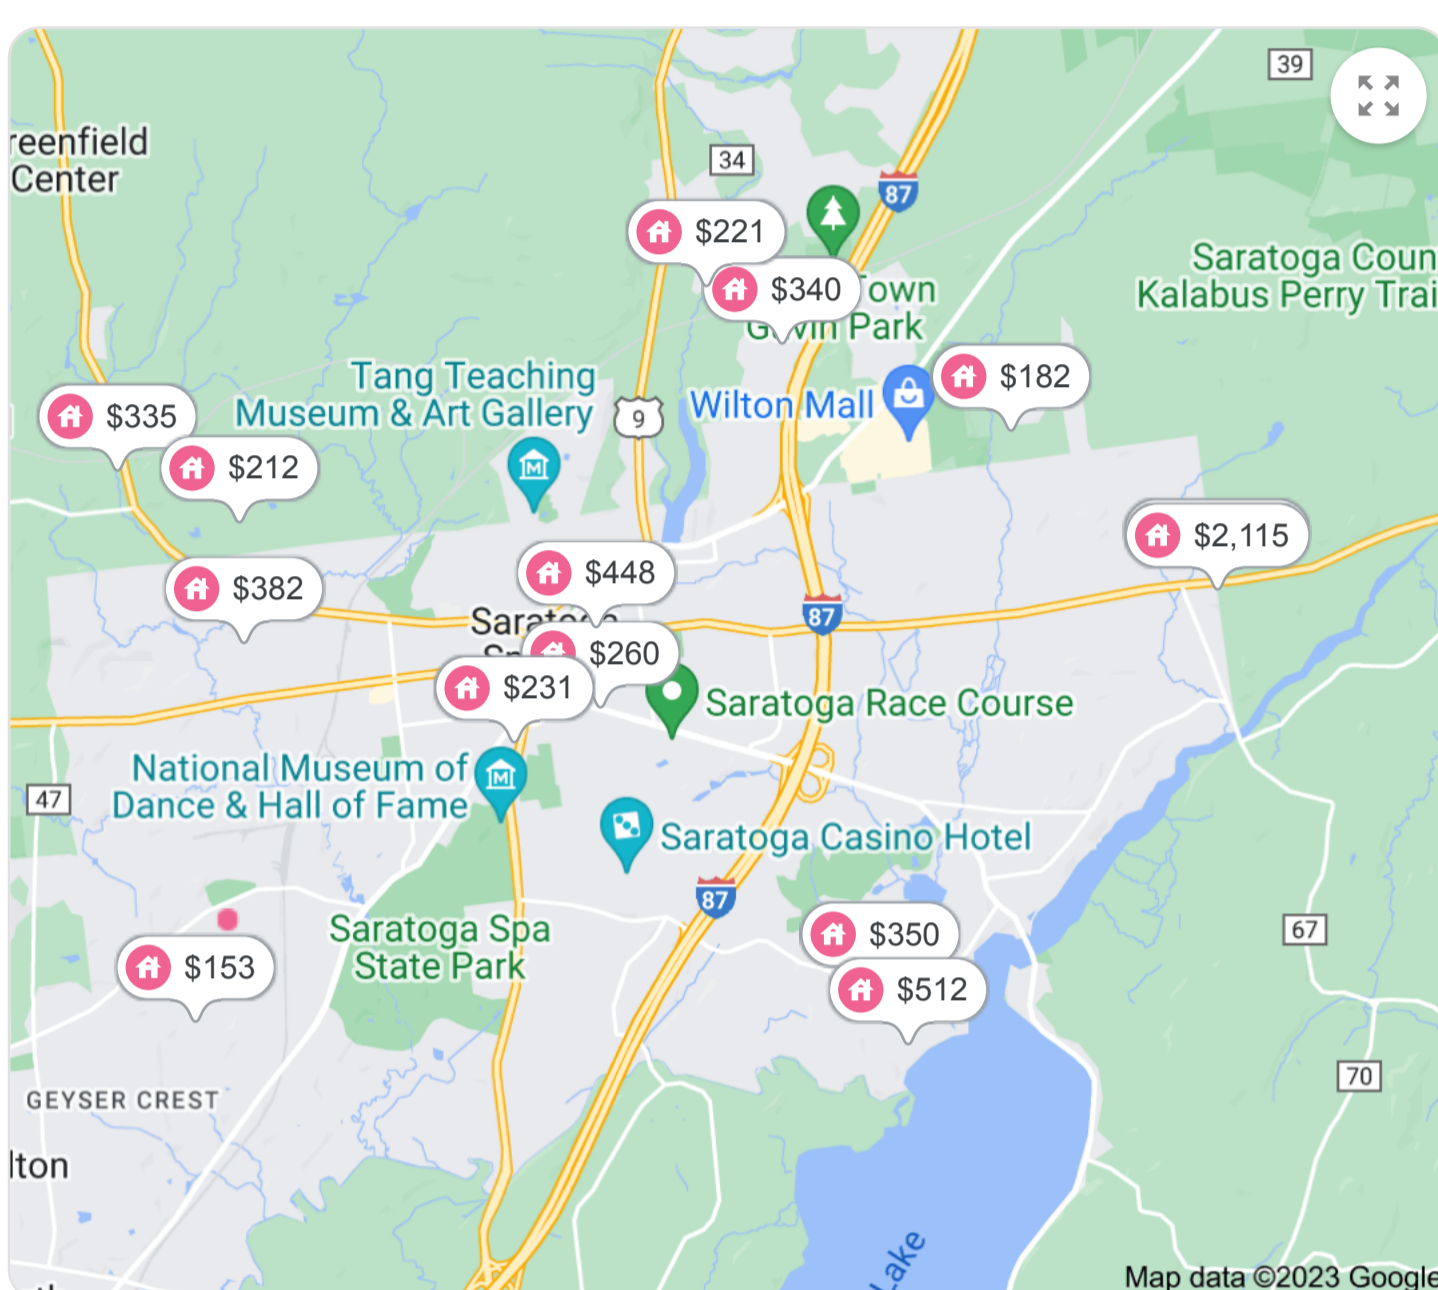 39
reenfield
Center
34
87
$221
Saratoga Coun
Kalabus Perry Trai
$340
Town
Gavin Park
Tang Teaching
Museum & Art Gallery
$182
Wilton Mall
$335
9
$212
$2,115
$448
$382
87
Saratoga
Sp
$260
$231
Saratoga Race Course
National Museum of
Dance & Hall of Fame
47
Saratoga Casino Hotel
87
Saratoga Spa
State Park
$350
67
$153
$512
70
GEYSER CREST
lton
Lake
Map data ©2023 Google